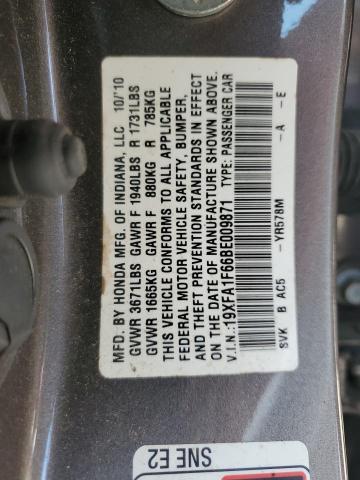 MFD. BY HONDA MFG. OF INDIANA, LLC 10/'10
GVWR 3671LBS GAWR F 1940LBS R 1731LBS
GVWR 1665KG GAWR F 880KG R 785KG
THIS VEHICLE CONFORMS TO ALL APPLICABLE
FEDERAL MOTOR VEHICLE SAFETY, BUMPER,
AND THEFT PREVENTION STANDARDS IN EFFECT
ON THE DATE OF MANUFACTURE SHOWN ABOVE.
V.I.N.:19XFA1F66BE009871 TYPE: PASSENGER CAR
SVK B AC5 -YR578M -A -E
SNE E2